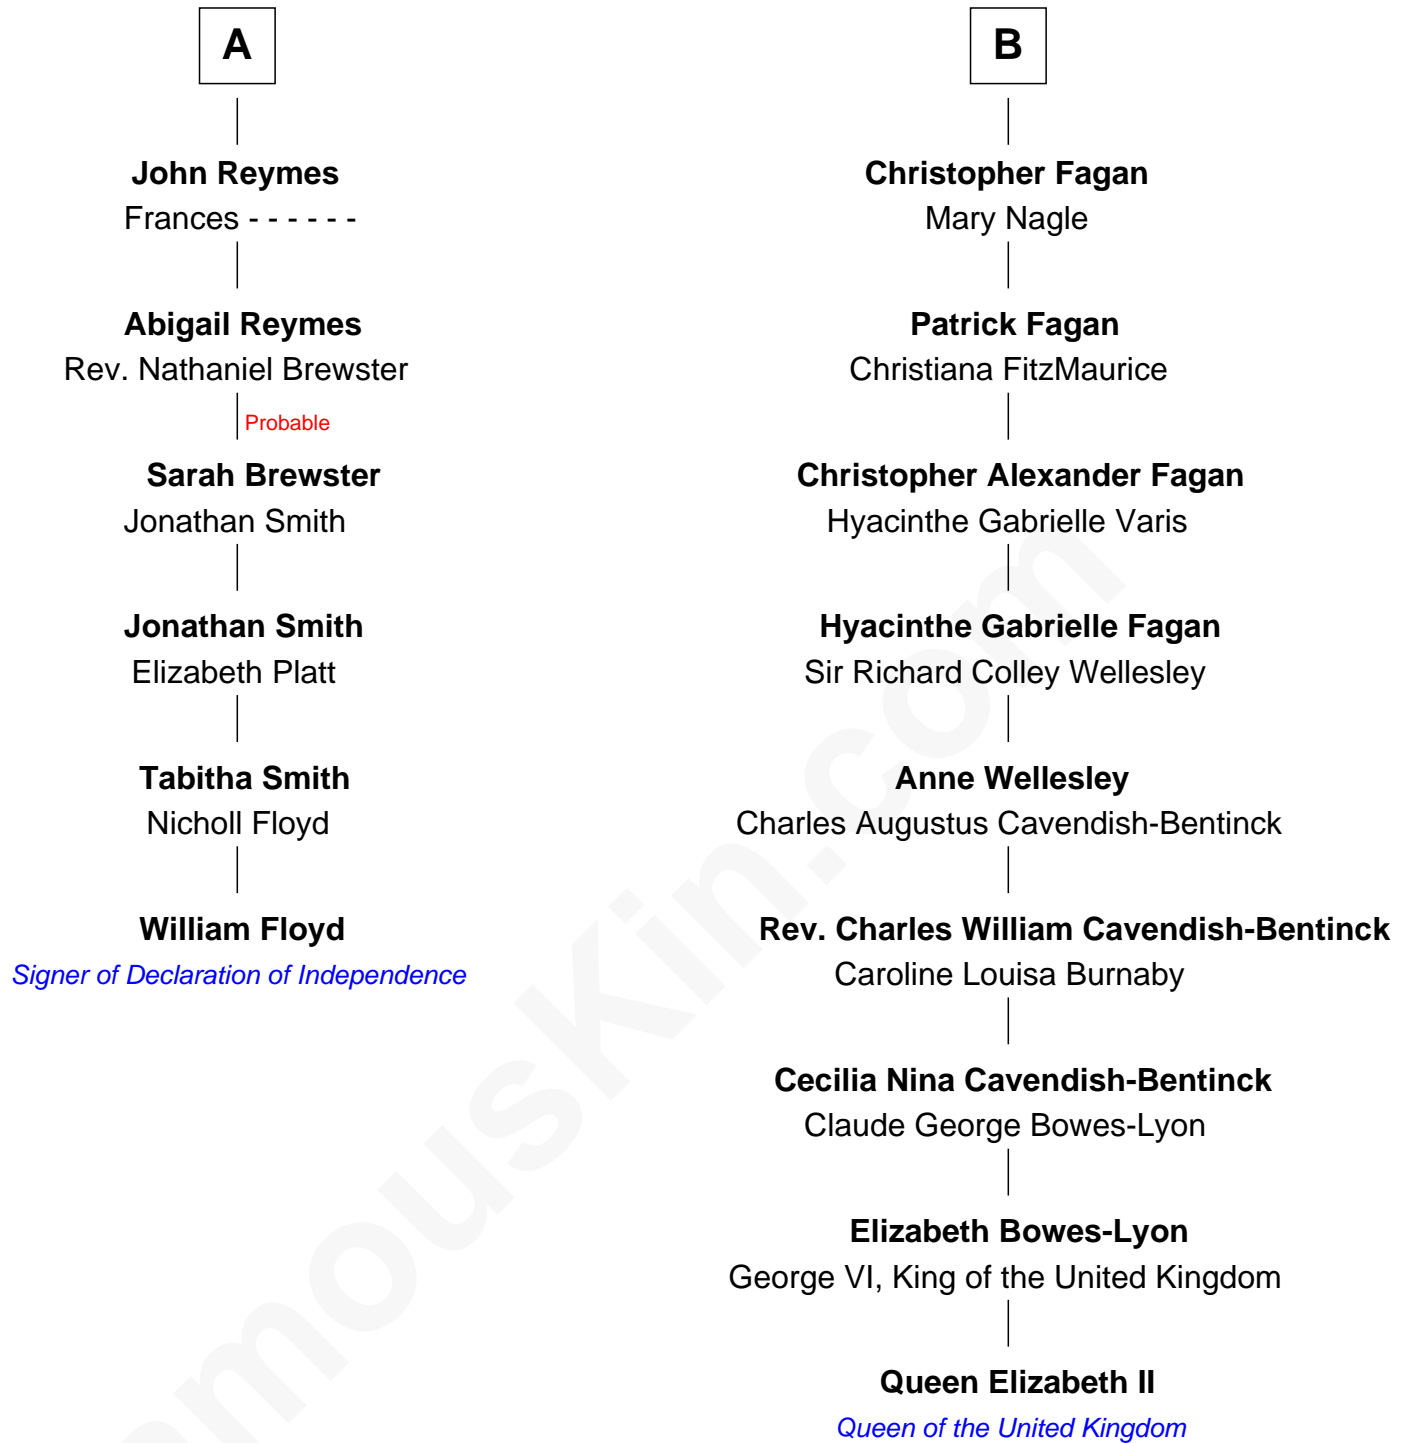 A
John Reymes
Frances - - - - - -
Abigail Reymes
Rev. Nathaniel Brewster
Probable
Sarah Brewster
Jonathan Smith
Jonathan Smith
Elizabeth Platt
Tabitha Smith
Nicholl Floyd
William Floyd
Signer of Declaration of Independence
B
Christopher Fagan
Mary Nagle
Patrick Fagan
Christiana FitzMaurice
Christopher Alexander Fagan
Hyacinthe Gabrielle Varis
Hyacinthe Gabrielle Fagan
Sir Richard Colley Wellesley
Anne Wellesley
Charles Augustus Cavendish-Bentinck
Rev. Charles William Cavendish-Bentinck
Caroline Louisa Burnaby
Cecilia Nina Cavendish-Bentinck
Claude George Bowes-Lyon
Elizabeth Bowes-Lyon
George VI, King of the United Kingdom
Queen Elizabeth II
Queen of the United Kingdom
amousKin.com